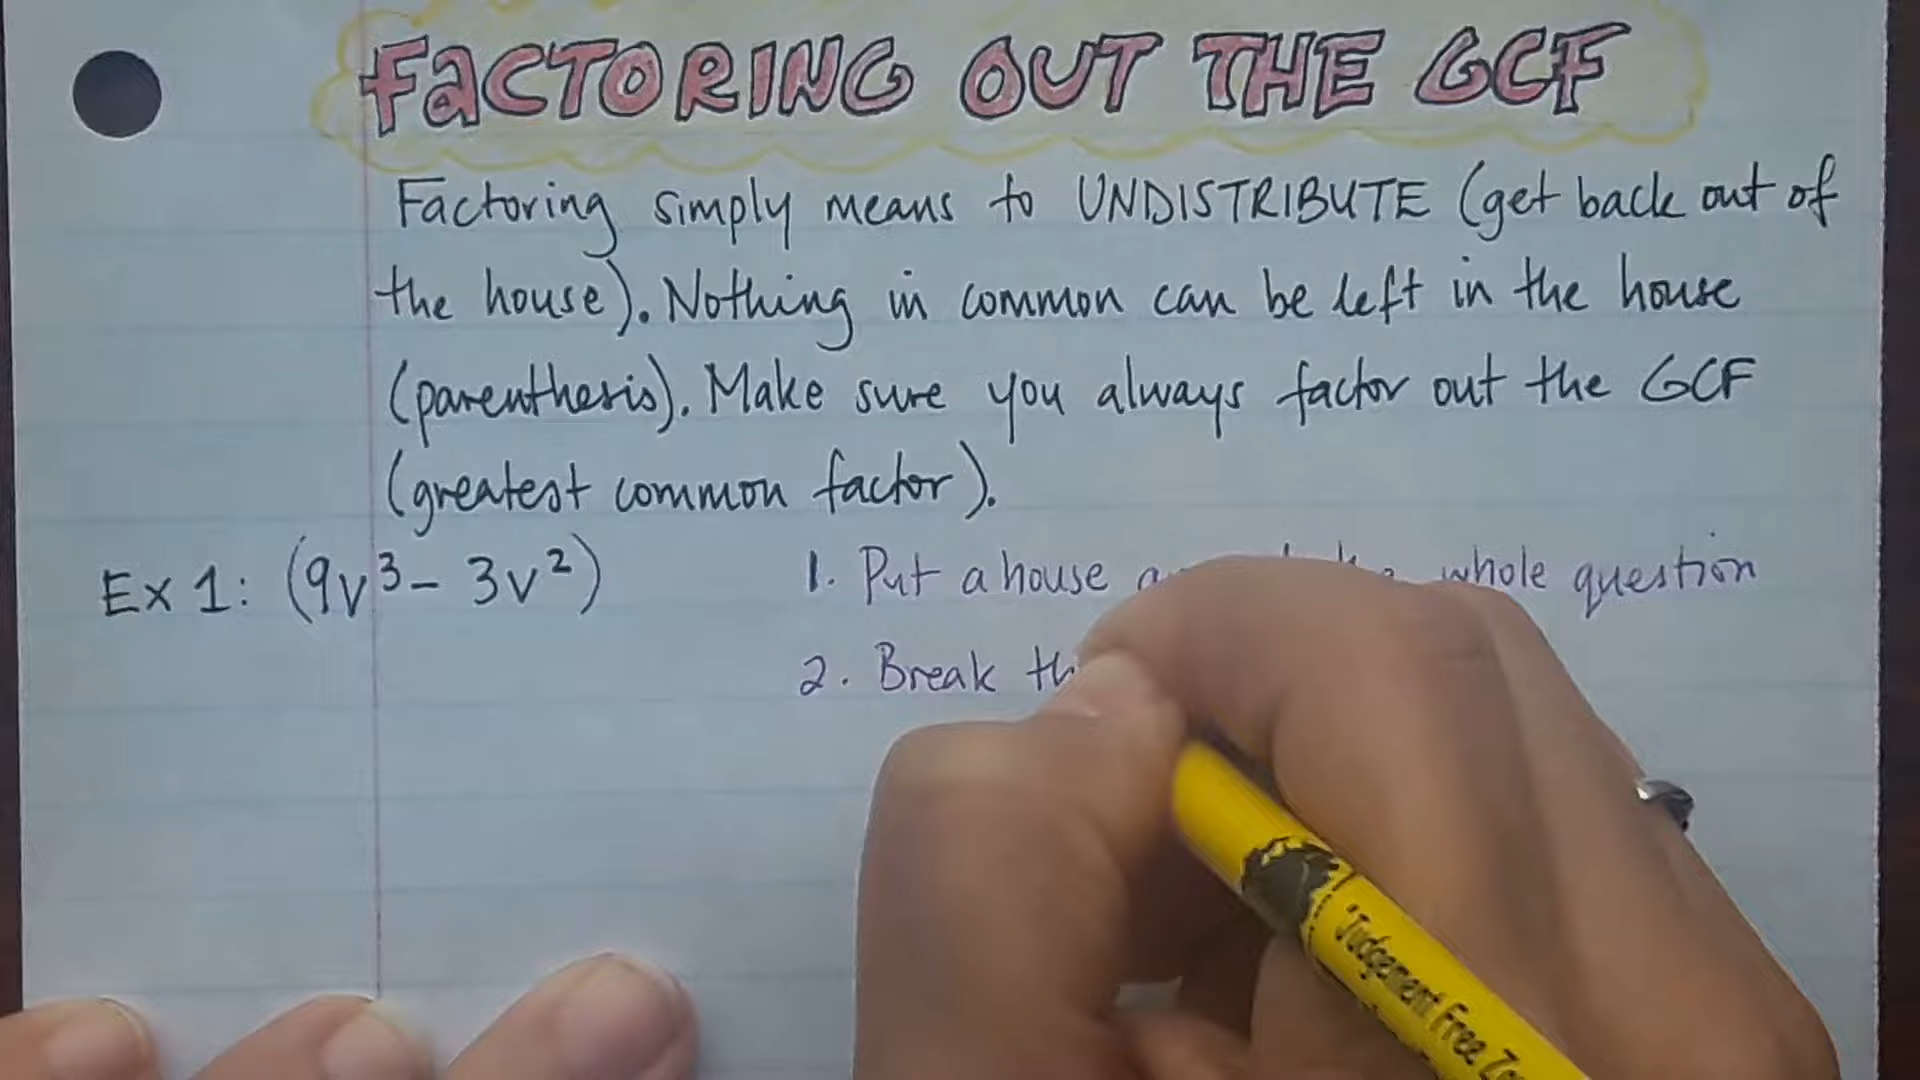 FACTORING OUT THE GCF
Factoring simply means to UNDISTRIBUTE (get back out of
the house). Nothing in common can be left in the house
(parenthesis). Make sure you always factor out the GCF
(greatest common factor).
Ex 1: (9v³ - 3v²)
1. Put a house whole question
2. Break
"Judgement Free